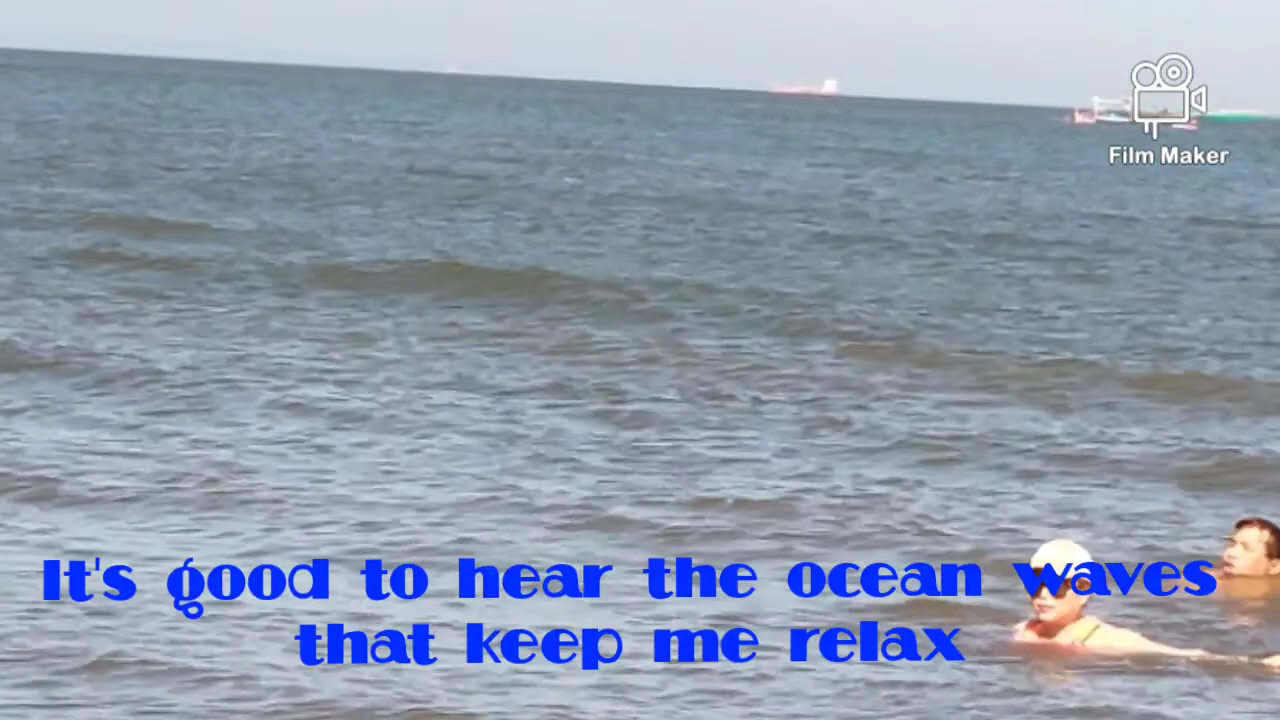 Film Maker
It's good to hear the ocean waves
that keep me relax